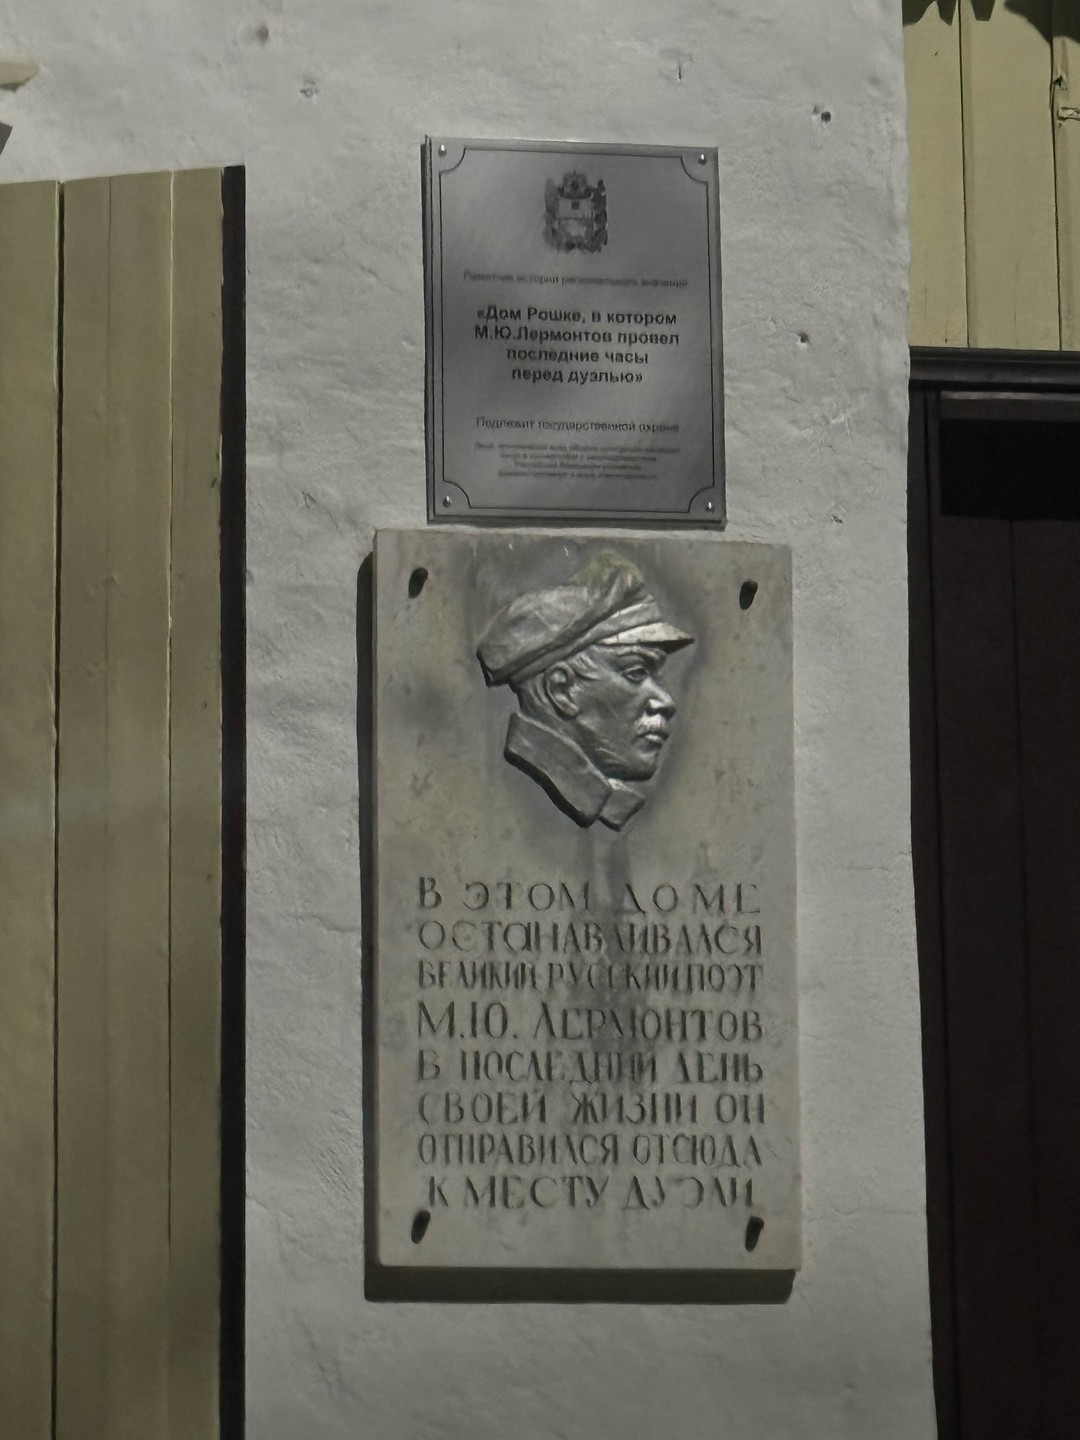 Памятник истории регионального значения
«Дом Рошке, в котором
М.Ю.Лермонтов провел
последние часы
перед дуэлью»
Подлежит государственной охране
В ЭТОМ ДОМЕ
ОСТАНАВЛИВАЛСЯ
ВЕЛИКИЙ РУССКИЙ ПОЭТ
М.Ю. ЛЕРМОНТОВ
В ПОСЛЕДНИЙ ДЕНЬ
СВОЕЙ ЖИЗНИ ОН
ОТПРАВИЛСЯ ОТСЮДА
К МЕСТУ ДУЭЛИ